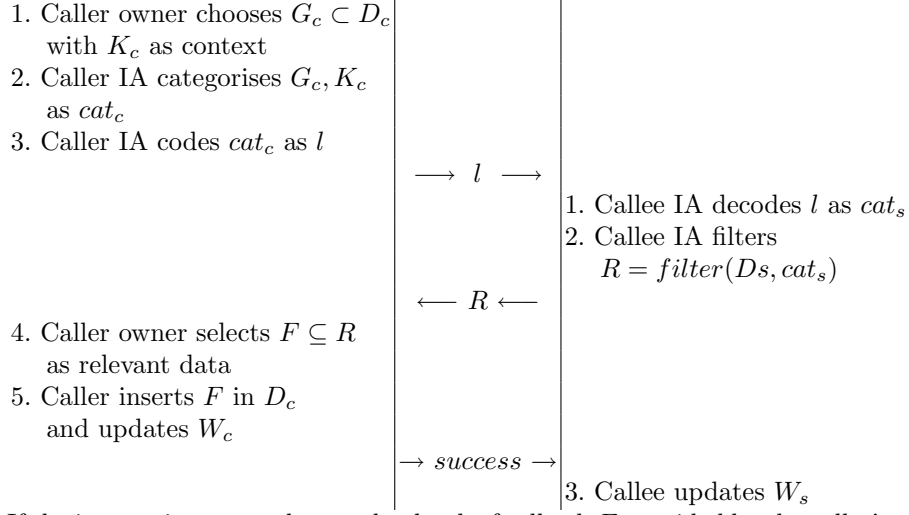 1. Caller owner chooses G_c ⊂ D_c
with K_c as context
2. Caller IA categorises G_c, K_c
as cat_c
3. Caller IA codes cat_c as l
⟶ l ⟶
1. Callee IA decodes l as cat_s
2. Callee IA filters
R = filter(Ds, cat_s)
⟵ R ⟵
4. Caller owner selects F ⊆ R
as relevant data
5. Caller inserts F in D_c
and updates W_c
→ success →
3. Callee updates W_s